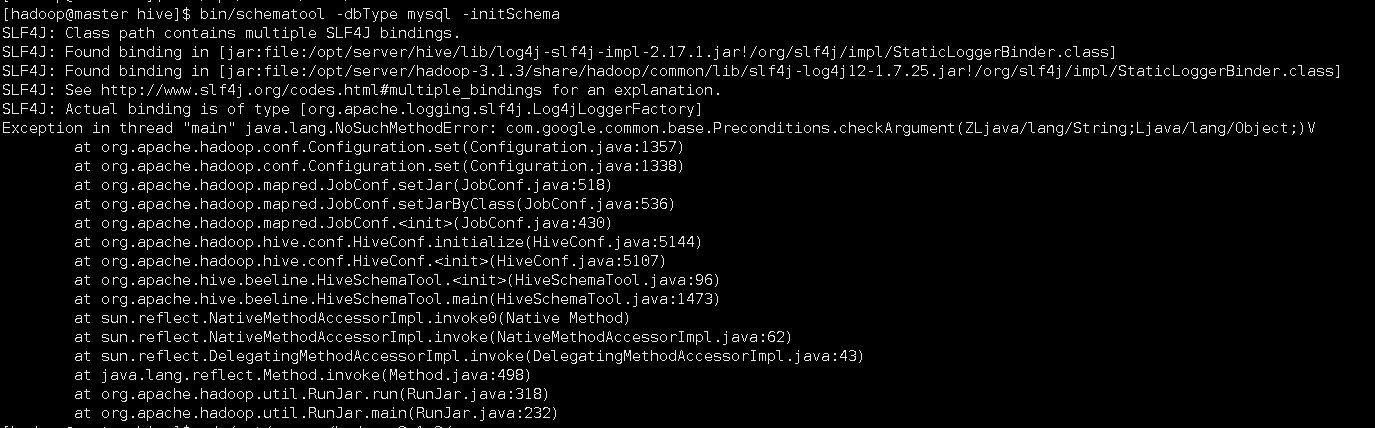 [hadoop@master hive]$ bin/schematool -dbType mysql -initSchema
SLF4J: Class path contains multiple SLF4J bindings.
SLF4J: Found binding in [jar:file:/opt/server/hive/lib/log4j-slf4j-impl-2.17.1.jar!/org/slf4j/impl/StaticLoggerBinder.class]
SLF4J: Found binding in [jar:file:/opt/server/hadoop-3.1.3/share/hadoop/common/lib/slf4j-log4j12-1.7.25.jar!/org/slf4j/impl/StaticLoggerBinder.class]
SLF4J: See http://www.slf4j.org/codes.html#multiple_bindings for an explanation.
SLF4J: Actual binding is of type [org.apache.logging.slf4j.Log4jLoggerFactory]
Exception in thread "main" java.lang.NoSuchMethodError: com.google.common.base.Preconditions.checkArgument(ZLjava/lang/String;Ljava/lang/Object;)V
at org.apache.hadoop.conf.Configuration.set(Configuration.java:1357)
at org.apache.hadoop.conf.Configuration.set(Configuration.java:1338)
at org.apache.hadoop.mapred.JobConf.setJar(JobConf.java:518)
at org.apache.hadoop.mapred.JobConf.setJarByClass(JobConf.java:536)
at org.apache.hadoop.mapred.JobConf.<init>(JobConf.java:430)
at org.apache.hadoop.hive.conf.HiveConf.initialize(HiveConf.java:5144)
at org.apache.hadoop.hive.conf.HiveConf.<init>(HiveConf.java:5107)
at org.apache.hive.beeline.HiveSchemaTool.<init>(HiveSchemaTool.java:96)
at org.apache.hive.beeline.HiveSchemaTool.main(HiveSchemaTool.java:1473)
at sun.reflect.NativeMethodAccessorImpl.invoke0(Native Method)
at sun.reflect.NativeMethodAccessorImpl.invoke(NativeMethodAccessorImpl.java:62)
at sun.reflect.DelegatingMethodAccessorImpl.invoke(DelegatingMethodAccessorImpl.java:43)
at java.lang.reflect.Method.invoke(Method.java:498)
at org.apache.hadoop.util.RunJar.run(RunJar.java:318)
at org.apache.hadoop.util.RunJar.main(RunJar.java:232)